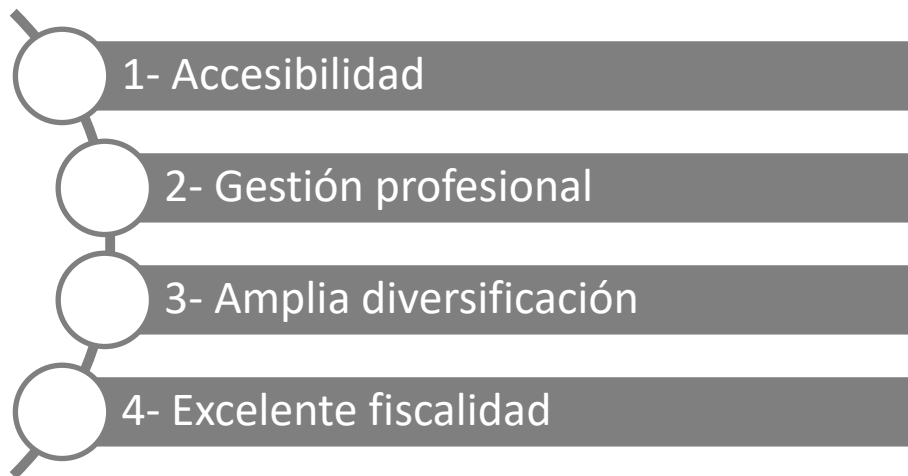 1- Accesibilidad
2- Gestión profesional
3- Amplia diversificación
4- Excelente fiscalidad